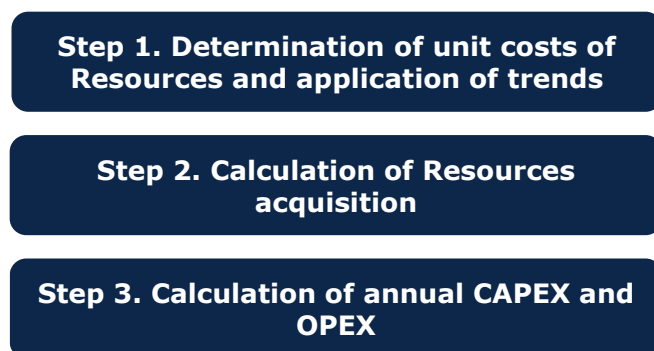 Step 1. Determination of unit costs of
Resources and application of trends
Step 2. Calculation of Resources
acquisition
Step 3. Calculation of annual CAPEX and
OPEX